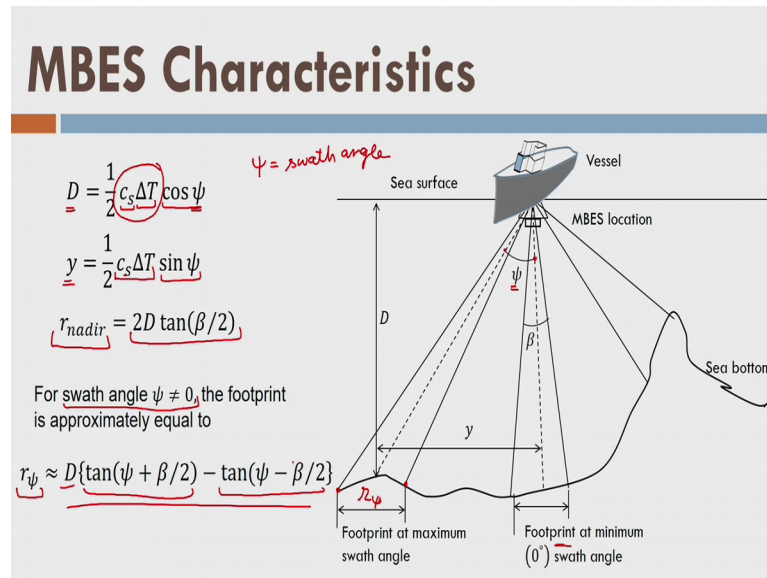 MBES Characteristics
D = 1/2 c_s ΔT cos ψ
y = 1/2 c_s ΔT sin ψ
r_nadir = 2D tan(β/2)
For swath angle ψ ≠ 0, the footprint
is approximately equal to
r_ψ ≈ D{tan(ψ + β/2) − tan(ψ − β/2)}
ψ = swath angle
Sea surface
Vessel
MBES location
ψ
D
β
Sea bottom
y
r_ψ
Footprint at maximum
swath angle
Footprint at minimum
(0°) swath angle